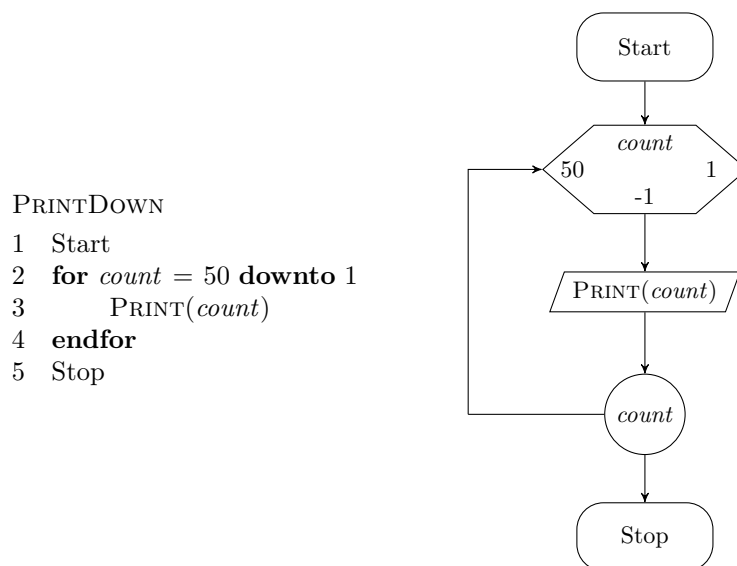 PRINTDOWN
1 Start
2 for count = 50 downto 1
3 PRINT(count)
4 endfor
5 Stop
Start
count
50 1
-1
PRINT(count)
count
Stop